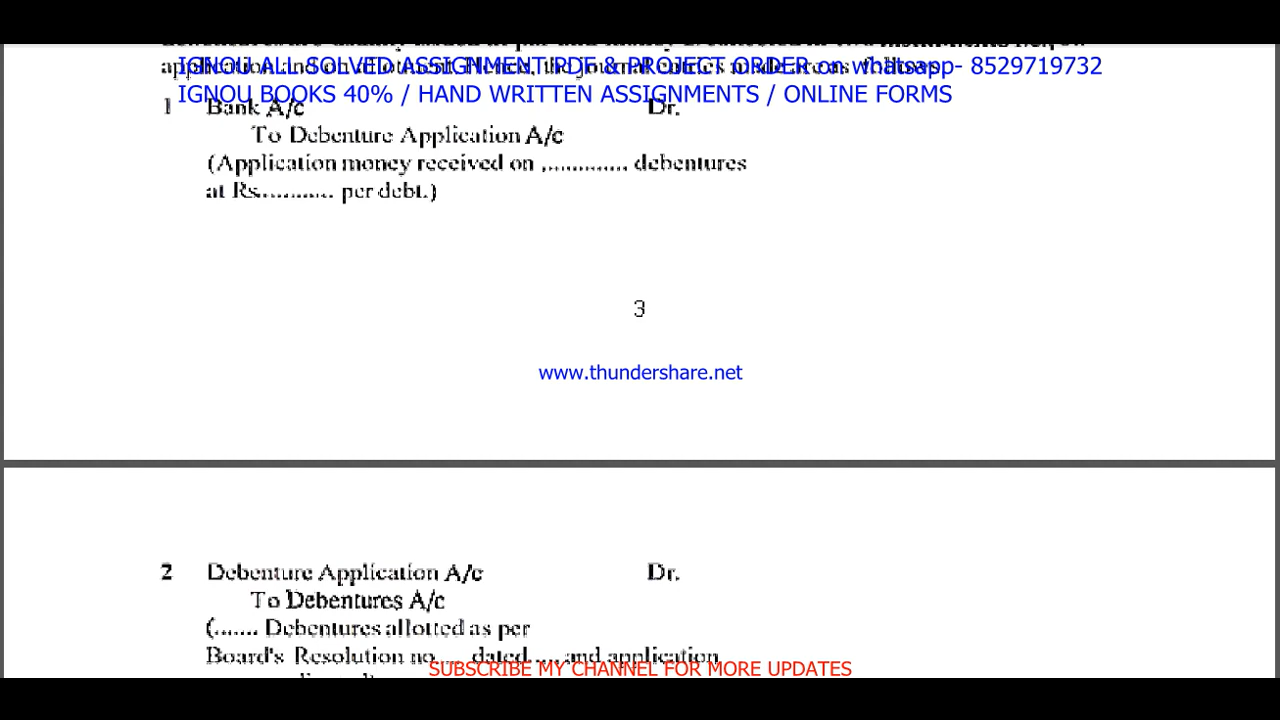 IGNOU ALL SOLVED ASSIGNMENT PDF & PROJECT ORDER on whatsapp- 8529719732
IGNOU BOOKS 40% / HAND WRITTEN ASSIGNMENTS / ONLINE FORMS
1 Bank A/c Dr.
To Debenture Application A/c
(Application money received on ............. debentures
at Rs........... per debt.)
3
www.thundershare.net
2 Debenture Application A/c Dr.
To Debentures A/c
(....... Debentures allotted as per
Board's Resolution no.... dated..... and application
SUBSCRIBE MY CHANNEL FOR MORE UPDATES